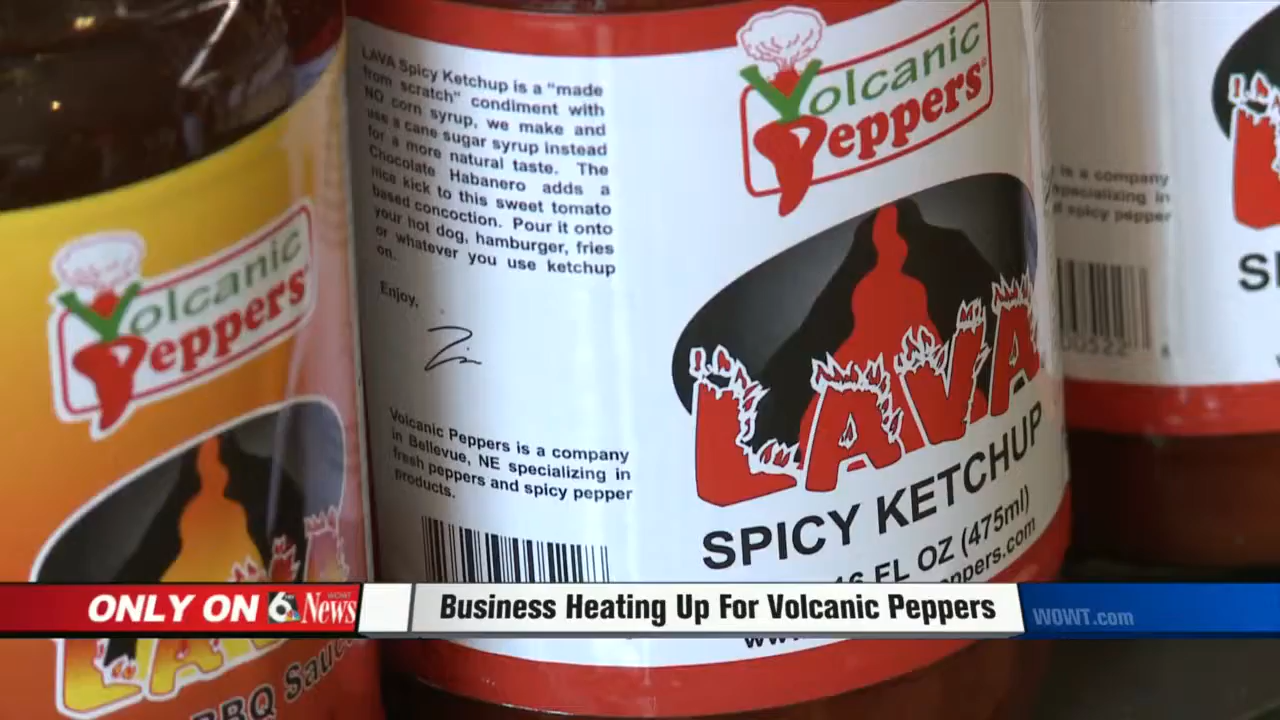 Volcanic
Peppers
BBQ Sauce
LAVA Spicy Ketchup is a "made
from scratch" condiment with
NO corn syrup, we make and
use a cane sugar syrup instead
for a more natural taste. The
Chocolate Habanero adds a
nice kick to this sweet tomato
based concoction. Pour it onto
your hot dog, hamburger, fries
or whatever you use ketchup
on.
Enjoy,
Volcanic Peppers is a company
in Bellevue, NE specializing in
fresh peppers and spicy pepper
products.
Volcanic
Peppers®
LAVA
SPICY KETCHUP
16 FL OZ (475ml)
is a company
specializing in
spicy pepper
ONLY ON 6 WOWT News
Business Heating Up For Volcanic Peppers
WOWT.com